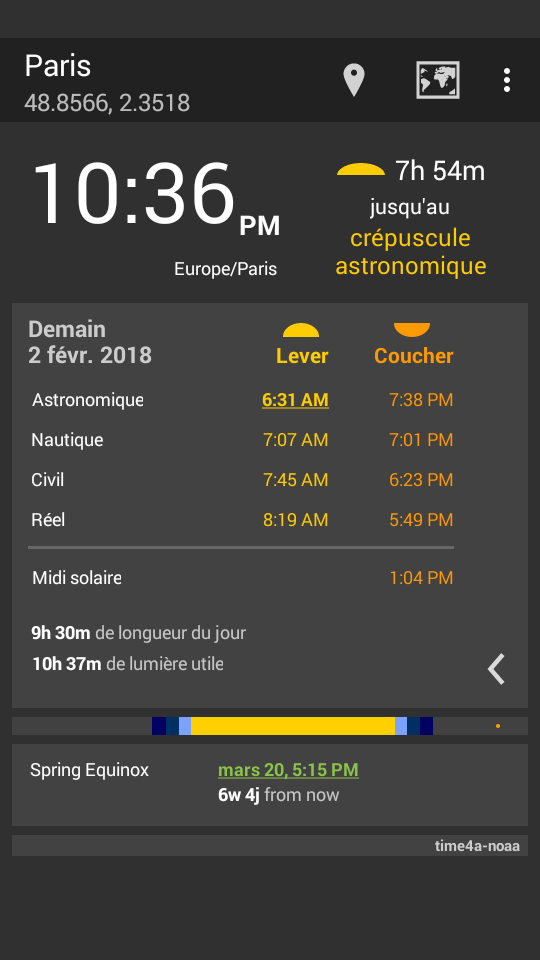 Paris
48.8566, 2.3518
10:36 PM
Europe/Paris
7h 54m
jusqu'au
crépuscule
astronomique
Demain
2 févr. 2018
Lever Coucher
Astronomique 6:31 AM 7:38 PM
Nautique 7:07 AM 7:01 PM
Civil 7:45 AM 6:23 PM
Réel 8:19 AM 5:49 PM
Midi solaire 1:04 PM
9h 30m de longueur du jour
10h 37m de lumière utile
Spring Equinox mars 20, 5:15 PM
6w 4j from now
time4a-noaa